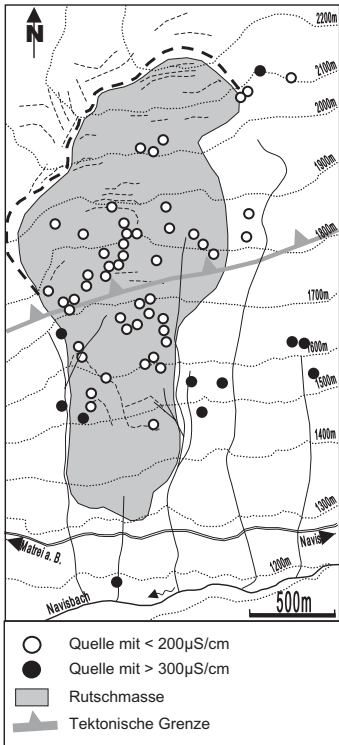 N
2200m
2100m
2000m
1900m
1800m
1700m
1600m
1500m
1400m
1300m
Matrei a. B.
Navis
1200m
Navisbach
500m
Quelle mit < 200µS/cm
Quelle mit > 300µS/cm
Rutschmasse
Tektonische Grenze